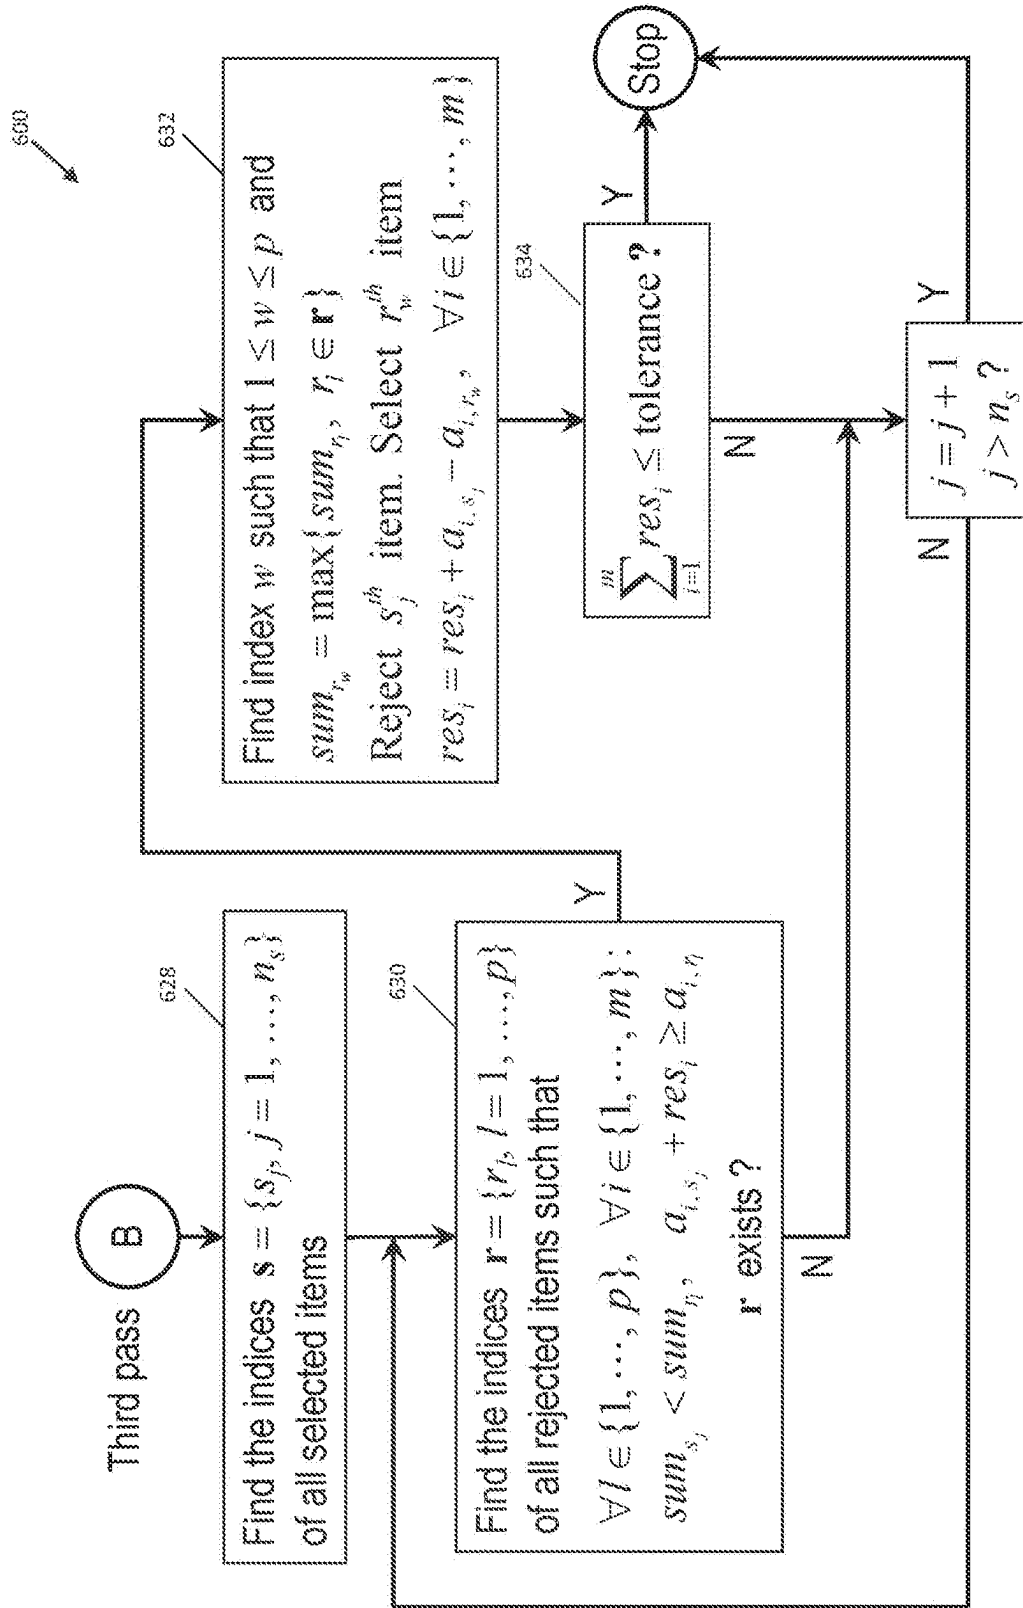 600
Third pass
B
628
Find the indices s = {s_j, j = 1, …, n_s}
of all selected items
630
Find the indices r = {r_l, l = 1, …, p}
of all rejected items such that
∀l ∈ {1, …, p}, ∀i ∈ {1, …, m}:
sum_{s_j} < sum_{r_l}, a_{i,s_j} + res_i ≥ a_{i,r_l}
r exists ?
Y
N
632
Find index w such that 1 ≤ w ≤ p and
sum_{r_w} = max{sum_{r_l}, r_l ∈ r}
Reject s_j^{th} item. Select r_w^{th} item
res_i = res_i + a_{i,s_j} − a_{i,r_w}, ∀i ∈ {1, …, m}
634
∑_{i=1}^{m} res_i ≤ tolerance ?
Y
Stop
N
j = j + 1
j > n_s ?
N
Y